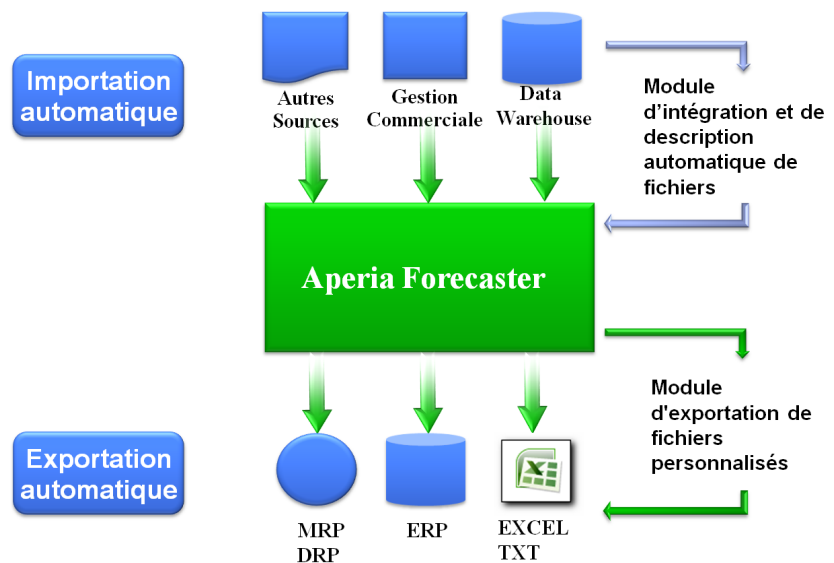 Importation
automatique
Autres
Sources
Gestion
Commerciale
Data
Warehouse
Module
d'intégration et de
description
automatique de
fichiers
Aperia Forecaster
Module
d'exportation de
fichiers
personnalisés
Exportation
automatique
MRP
DRP
ERP
EXCEL
TXT